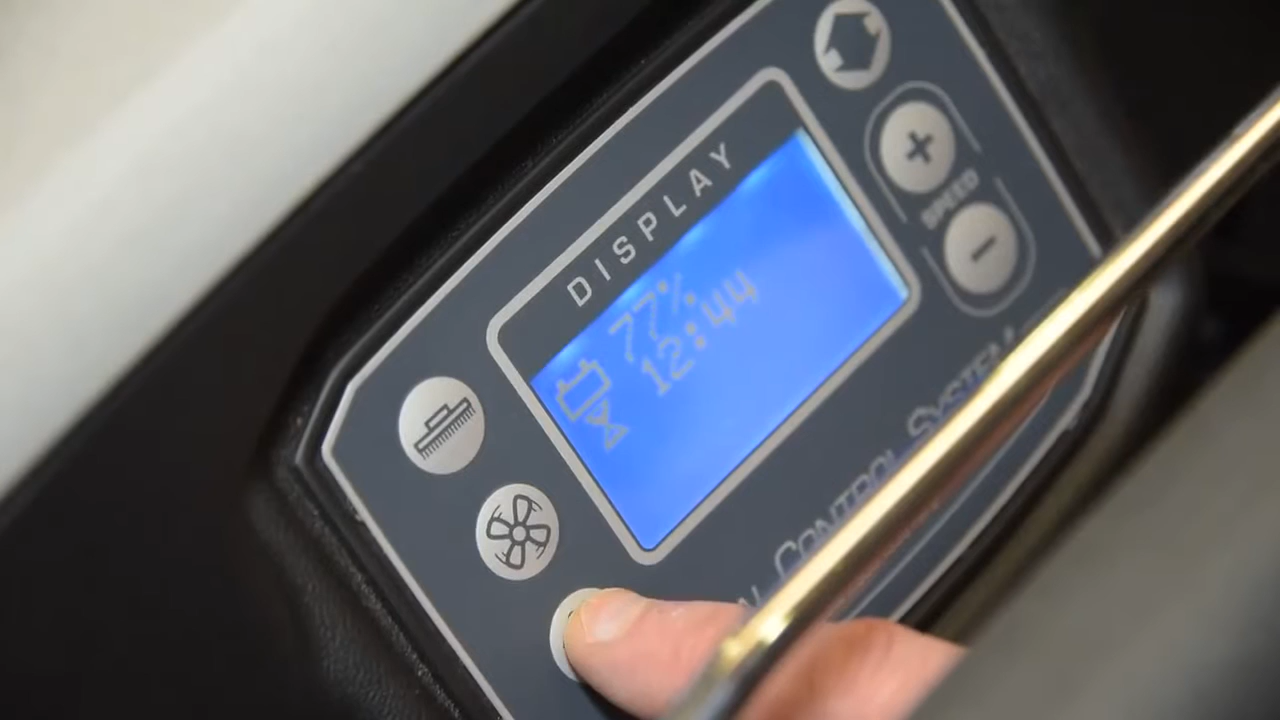 DISPLAY
77%
12:44
+
SPEED
-
CONTROL SYSTEM